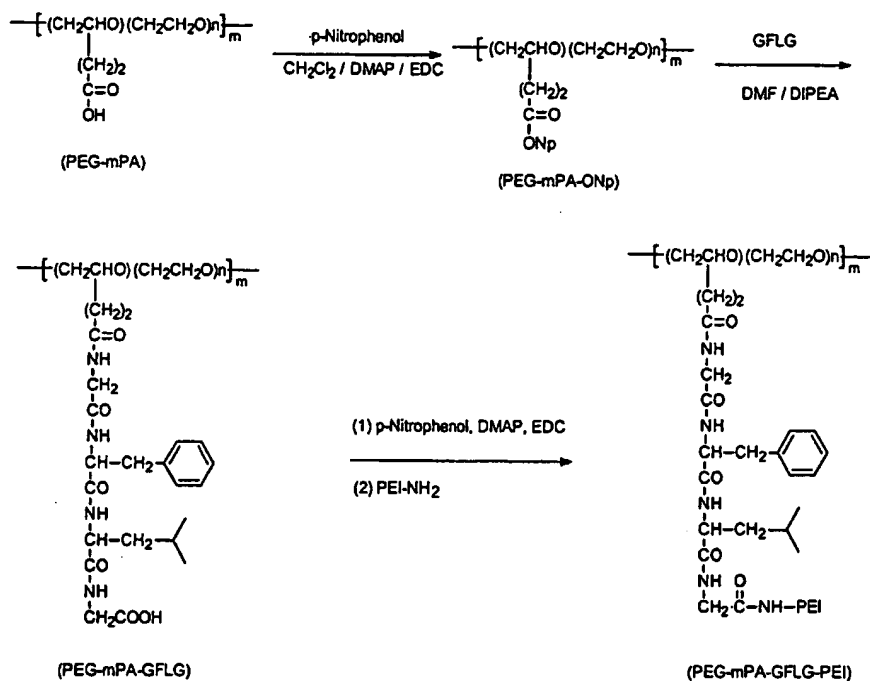 [(CH₂CHO)(CH₂CH₂O)n]m
(CH₂)₂
C=O
OH
(PEG-mPA)
p-Nitrophenol
CH₂Cl₂ / DMAP / EDC
[(CH₂CHO)(CH₂CH₂O)n]m
(CH₂)₂
C=O
ONp
(PEG-mPA-ONp)
GFLG
DMF / DIPEA
[(CH₂CHO)(CH₂CH₂O)n]m
(CH₂)₂
C=O
NH
CH₂
CO
NH
CH-CH₂
CO
NH
CH-CH₂
CO
NH
CH₂COOH
(PEG-mPA-GFLG)
(1) p-Nitrophenol, DMAP, EDC
(2) PEI-NH₂
[(CH₂CHO)(CH₂CH₂O)n]m
(CH₂)₂
C=O
NH
CH₂
CO
NH
CH-CH₂
CO
NH
CH-CH₂
CO
NH O
CH₂-C-NH-PEI
(PEG-mPA-GFLG-PEI)